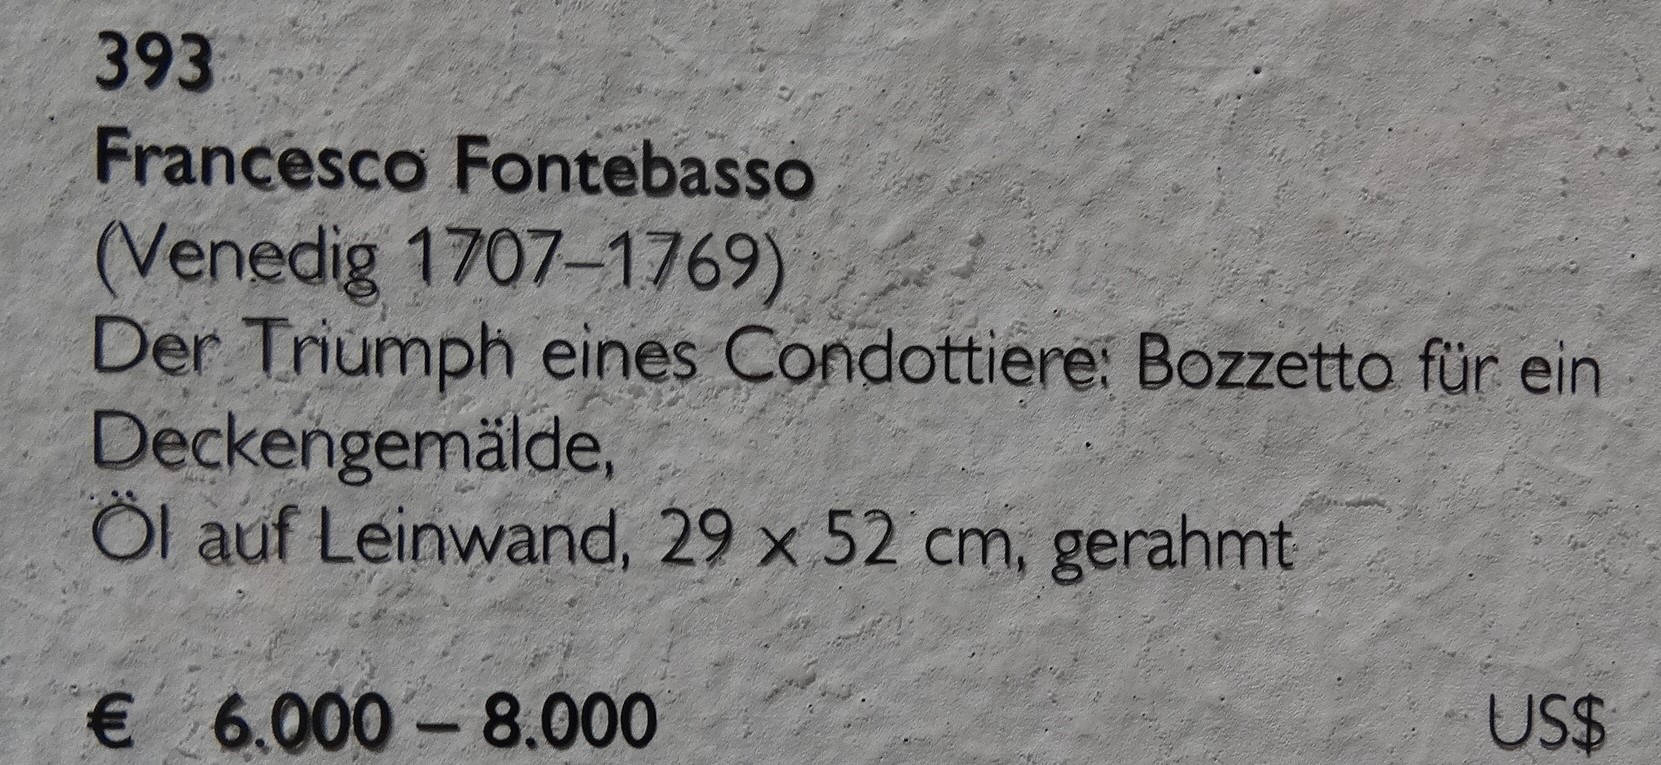 393
Francesco Fontebasso
(Venedig 1707–1769)
Der Triumph eines Condottiere: Bozzetto für ein
Deckengemälde,
Öl auf Leinwand, 29 x 52 cm, gerahmt
€ 6.000 – 8.000 US$